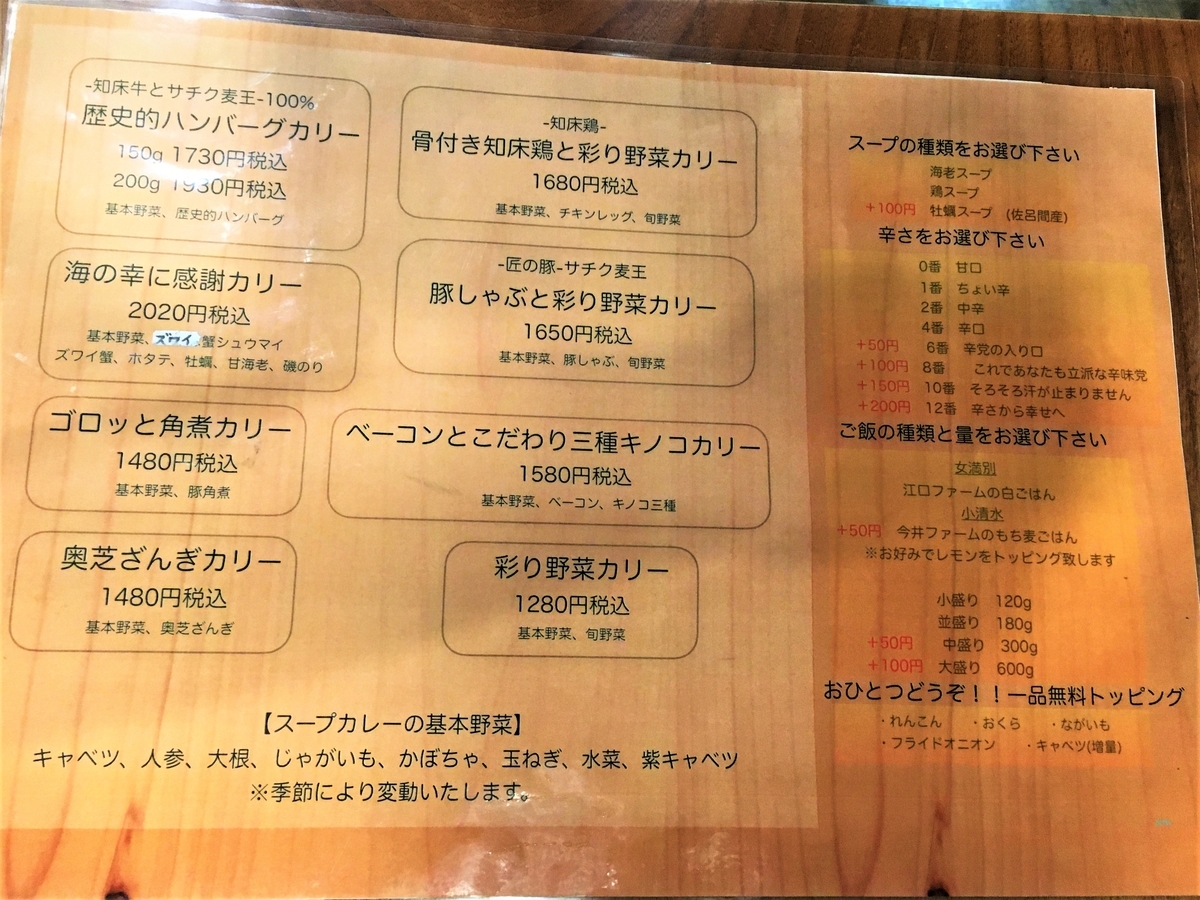 -知床牛とサチク麦王-100%
歴史的ハンバーグカリー
150g 1730円税込
200g 1930円税込
基本野菜、歴史的ハンバーグ
-知床鶏-
骨付き知床鶏と彩り野菜カリー
1680円税込
基本野菜、チキンレッグ、旬野菜
海の幸に感謝カリー
2020円税込
基本野菜、ズワイ蟹シュウマイ
ズワイ蟹、ホタテ、牡蠣、甘海老、磯のり
-匠の豚-サチク麦王
豚しゃぶと彩り野菜カリー
1650円税込
基本野菜、豚しゃぶ、旬野菜
ゴロッと角煮カリー
1480円税込
基本野菜、豚角煮
ベーコンとこだわり三種キノコカリー
1580円税込
基本野菜、ベーコン、キノコ三種
奥芝ざんぎカリー
1480円税込
基本野菜、奥芝ざんぎ
彩り野菜カリー
1280円税込
基本野菜、旬野菜
【スープカレーの基本野菜】
キャベツ、人参、大根、じゃがいも、かぼちゃ、玉ねぎ、水菜、紫キャベツ
※季節により変動いたします。
スープの種類をお選び下さい
海老スープ
鶏スープ
+100円 牡蠣スープ (佐呂間産)
辛さをお選び下さい
0番 甘口
1番 ちょい辛
2番 中辛
4番 辛口
+50円 6番 辛党の入り口
+100円 8番 これであなたも立派な辛味党
+150円 10番 そろそろ汗が止まりません
+200円 12番 辛さから幸せへ
ご飯の種類と量をお選び下さい
女満別
江口ファームの白ごはん
小清水
+50円 今井ファームのもち麦ごはん
※お好みでレモンをトッピング致します
小盛り 120g
並盛り 180g
+50円 中盛り 300g
+100円 大盛り 600g
おひとつどうぞ！！一品無料トッピング
・れんこん ・おくら ・ながいも
・フライドオニオン ・キャベツ(増量)